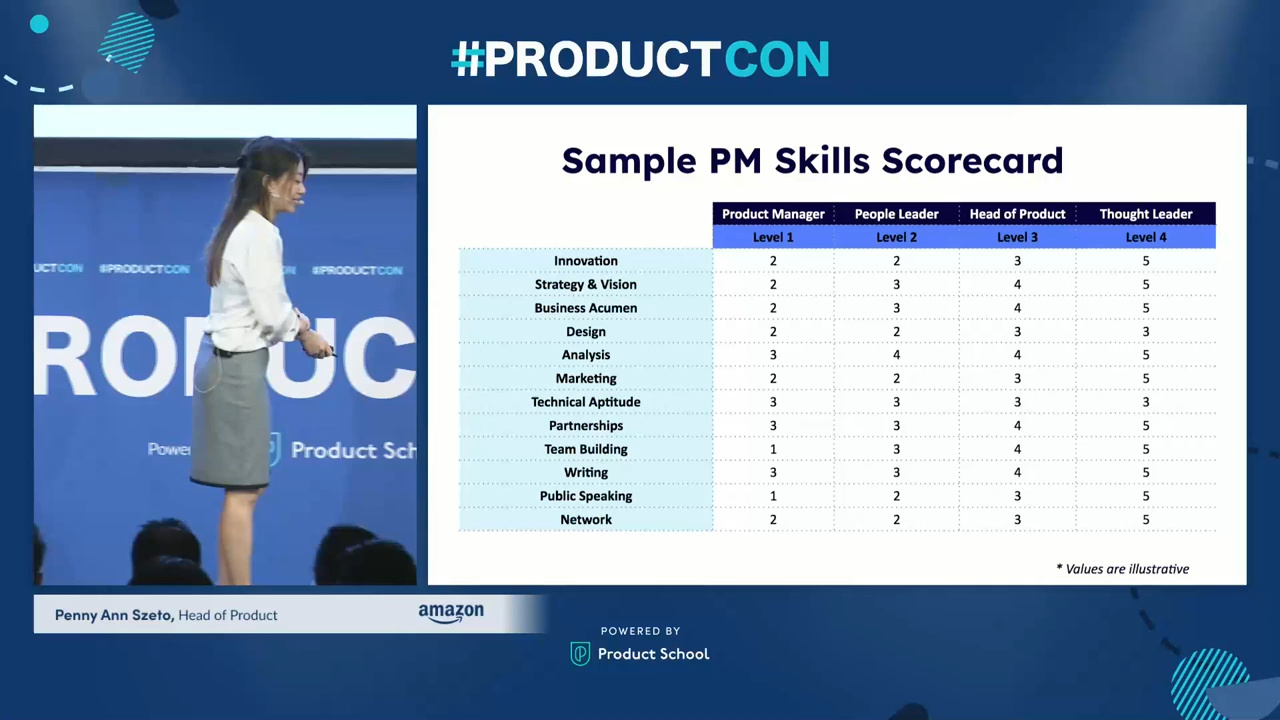 #PRODUCTCON
Sample PM Skills Scorecard
Product Manager People Leader Head of Product Thought Leader
Level 1 Level 2 Level 3 Level 4
Innovation 2 2 3 5
Strategy & Vision 2 3 4 5
Business Acumen 2 3 4 5
Design 2 2 3 3
Analysis 3 4 4 5
Marketing 2 2 3 5
Technical Aptitude 3 3 3 3
Partnerships 3 3 4 5
Team Building 1 3 4 5
Writing 3 3 4 5
Public Speaking 1 2 3 5
Network 2 2 3 5
* Values are illustrative
UCTCON #PRODUCTCON ON #PRODUCTCON
RO UC
Powe Product Sch
Penny Ann Szeto, Head of Product amazon
POWERED BY
Product School